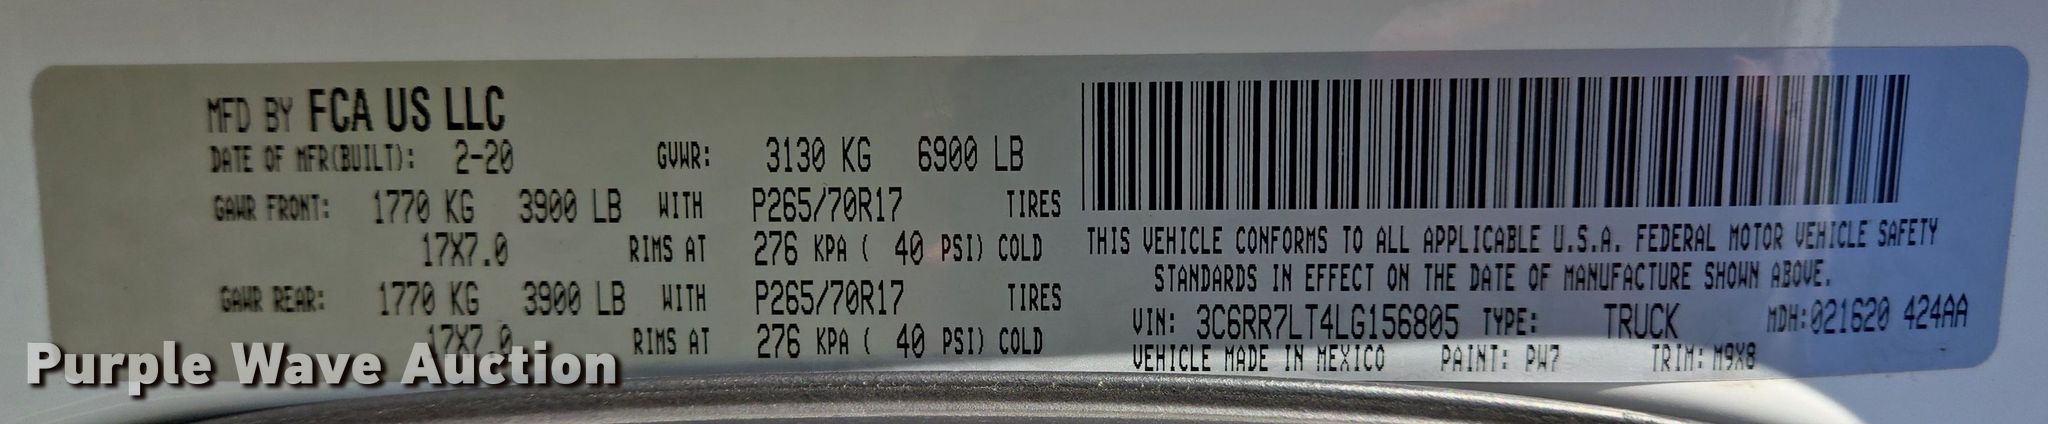 MFD BY FCA US LLC
DATE OF MFR(BUILT): 2-20 GVWR: 3130 KG 6900 LB
GAWR FRONT: 1770 KG 3900 LB WITH P265/70R17 TIRES
17X7.0 RIMS AT 276 KPA ( 40 PSI) COLD
GAWR REAR: 1770 KG 3900 LB WITH P265/70R17 TIRES
17X7.0 RIMS AT 276 KPA ( 40 PSI) COLD
THIS VEHICLE CONFORMS TO ALL APPLICABLE U.S.A. FEDERAL MOTOR VEHICLE SAFETY
STANDARDS IN EFFECT ON THE DATE OF MANUFACTURE SHOWN ABOVE.
VIN: 3C6RR7LT4LG156805 TYPE: TRUCK MDH:021620 424AA
VEHICLE MADE IN MEXICO PAINT: PW7 TRIM: M9X8
Purple Wave Auction